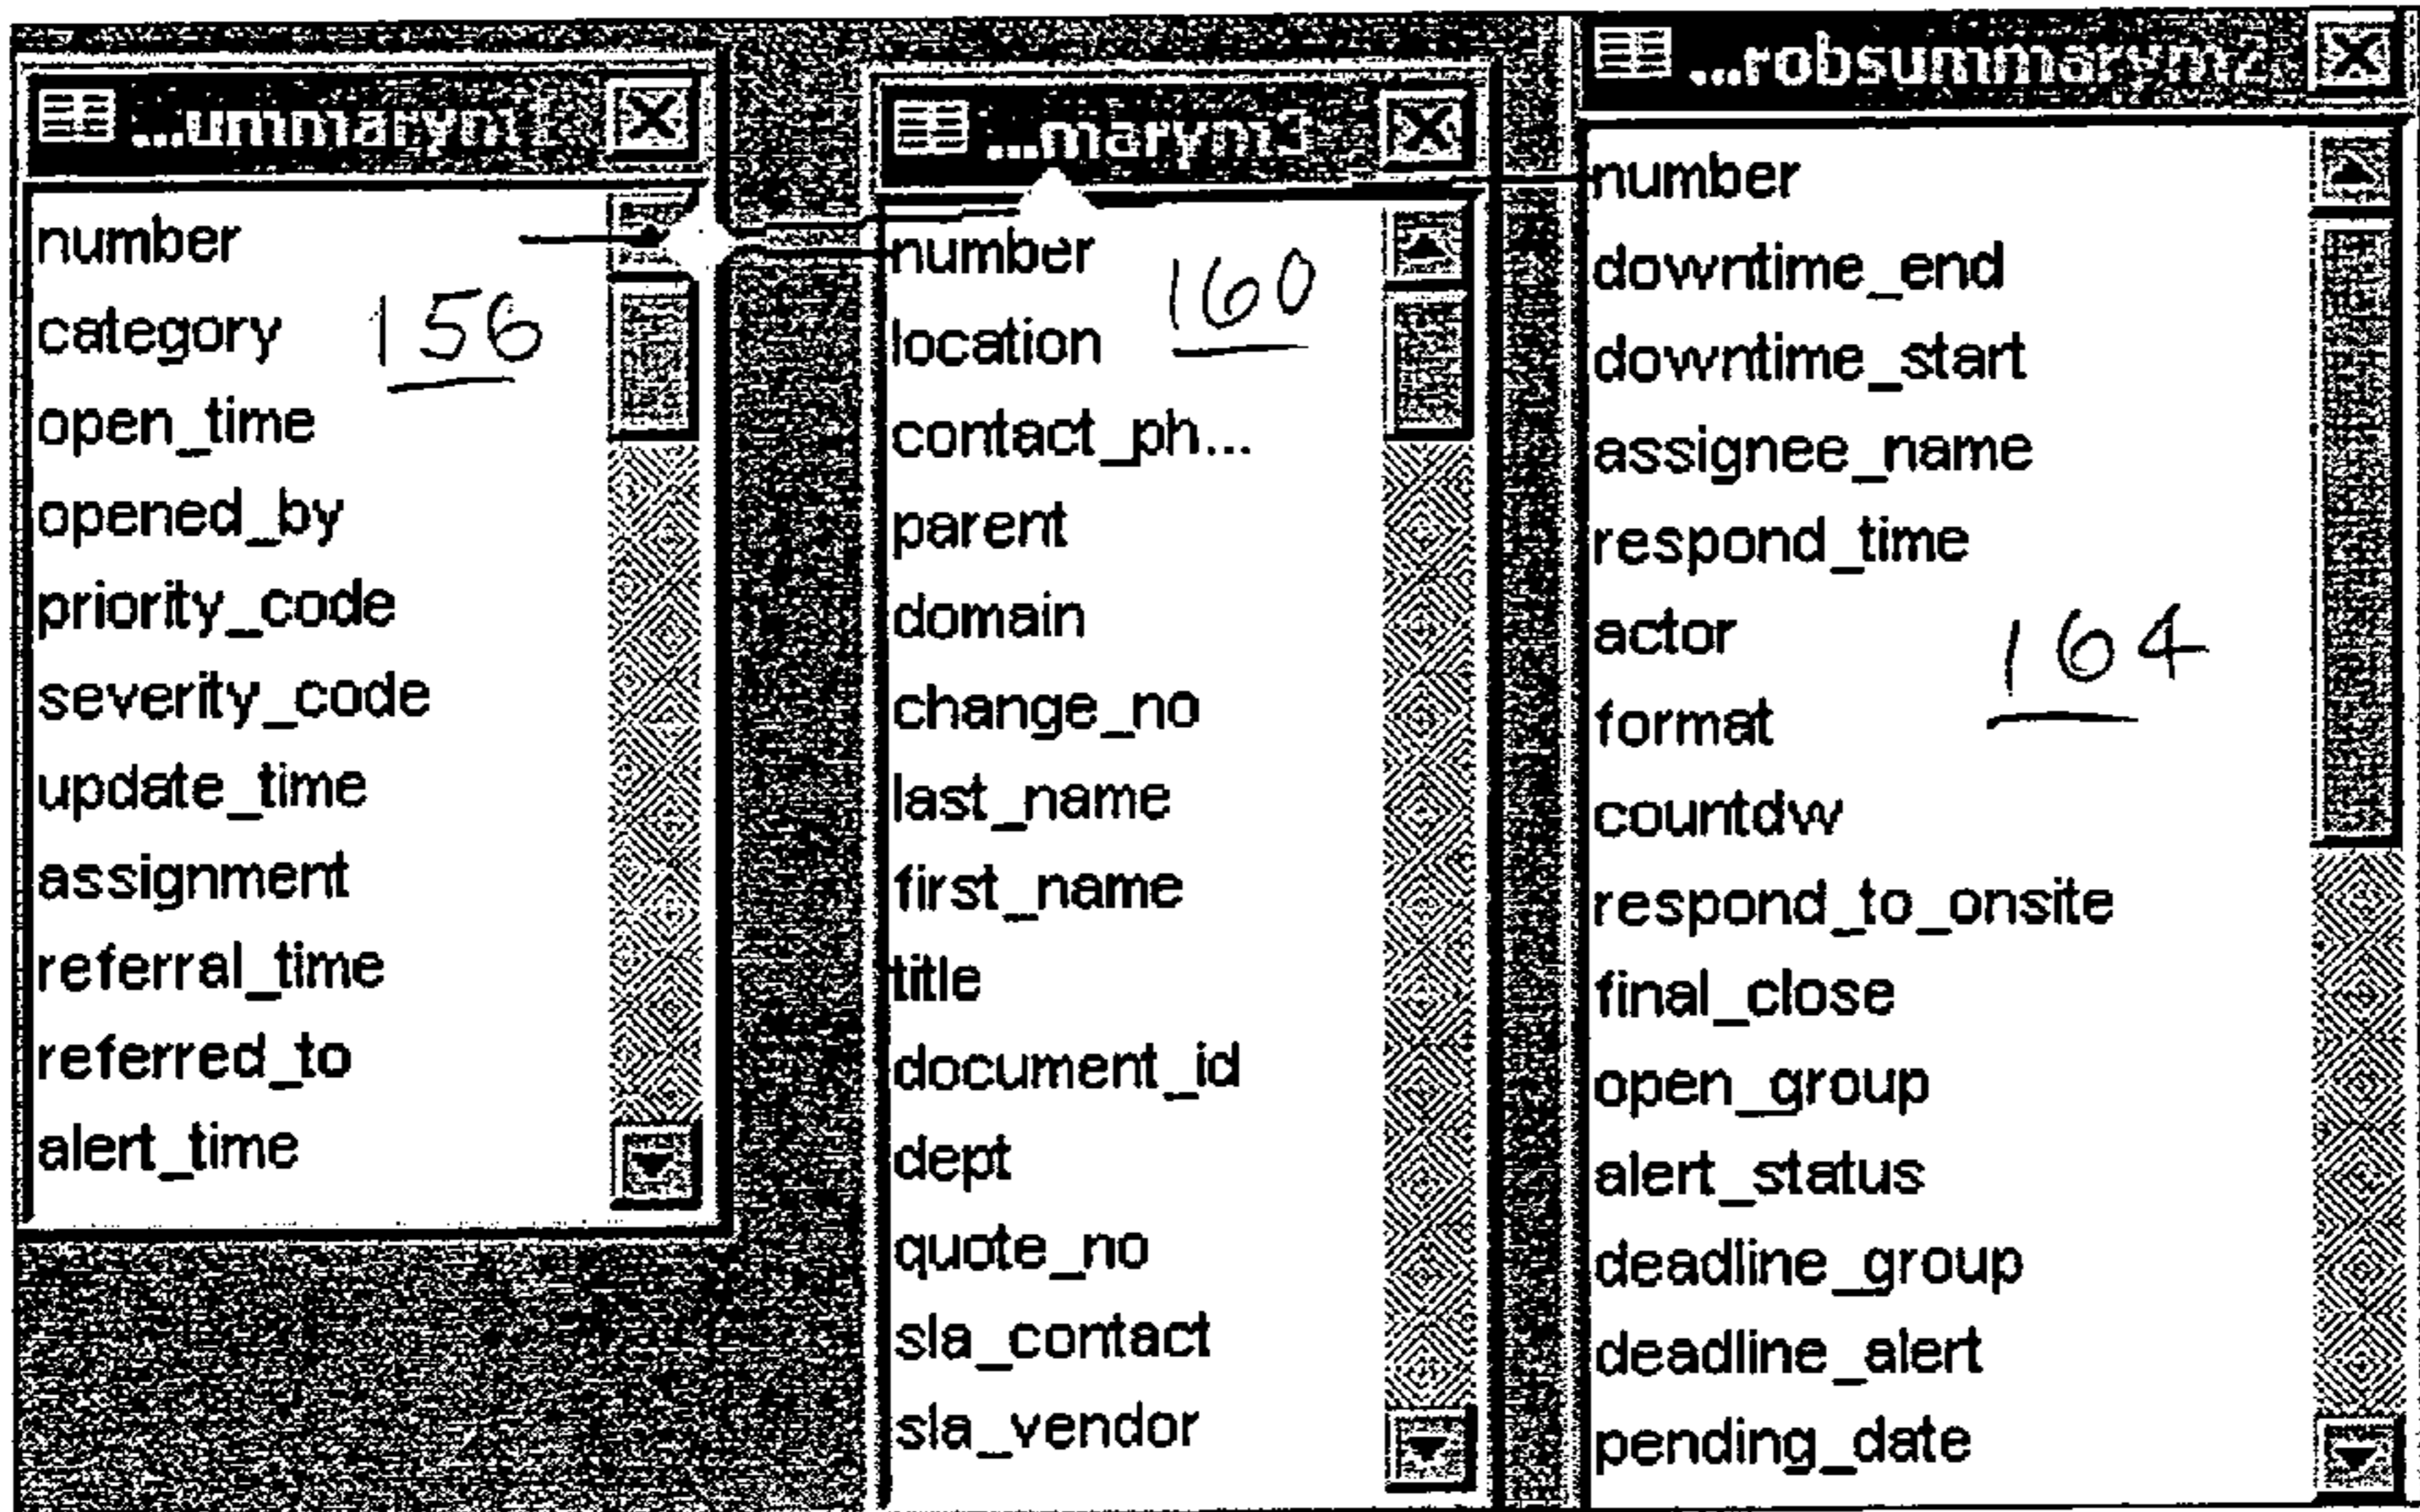 ...ummarym1
number
category
156
open_time
opened_by
priority_code
severity_code
update_time
assignment
referral_time
referred_to
alert_time
...marym3
number
160
location
contact_ph...
parent
domain
change_no
last_name
first_name
title
document_id
dept
quote_no
sla_contact
sla_vendor
...robsummarym2
number
downtime_end
downtime_start
assignee_name
respond_time
actor
164
format
countdw
respond_to_onsite
final_close
open_group
alert_status
deadline_group
deadline_alert
pending_date